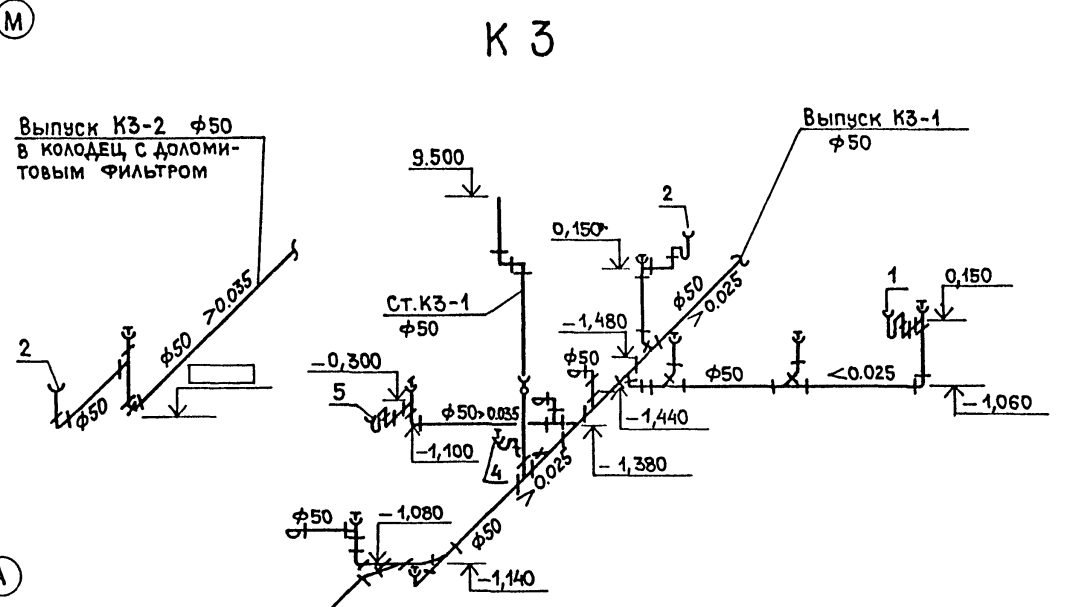 М
К 3
Выпуск К3-2 ф50
в колодец с доломи-
товым фильтром
Выпуск К3-1
ф50
9.500
2
0,150
1
0,150
ф50
>0.025
>0.035
ф50
Ст.К3-1
ф50
-1,480
2
ф50
-0,300
ф50
ф50
<0.025
5
ф50>0.035
-1,060
-1,440
-1,100
4
-1,380
>0.025
ф50
ф50
-1,080
-1,140